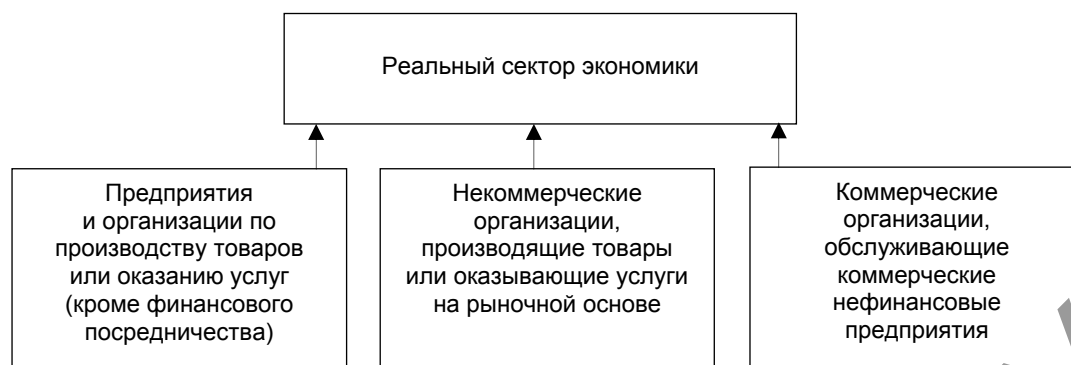 Реальный сектор экономики
Предприятия
и организации по
производству товаров
или оказанию услуг
(кроме финансового
посредничества)
Некоммерческие
организации,
производящие товары
или оказывающие услуги
на рыночной основе
Коммерческие
организации,
обслуживающие
коммерческие
нефинансовые
предприятия